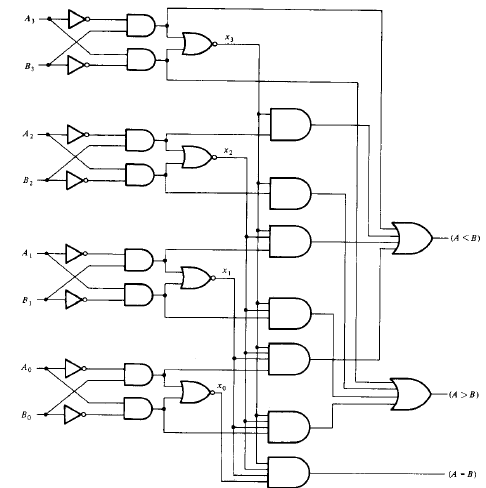 A₃
x₃
B₃
A₂
x₂
B₂
A₁
(A < B)
x₁
B₁
A₀
x₀
(A > B)
B₀
(A = B)